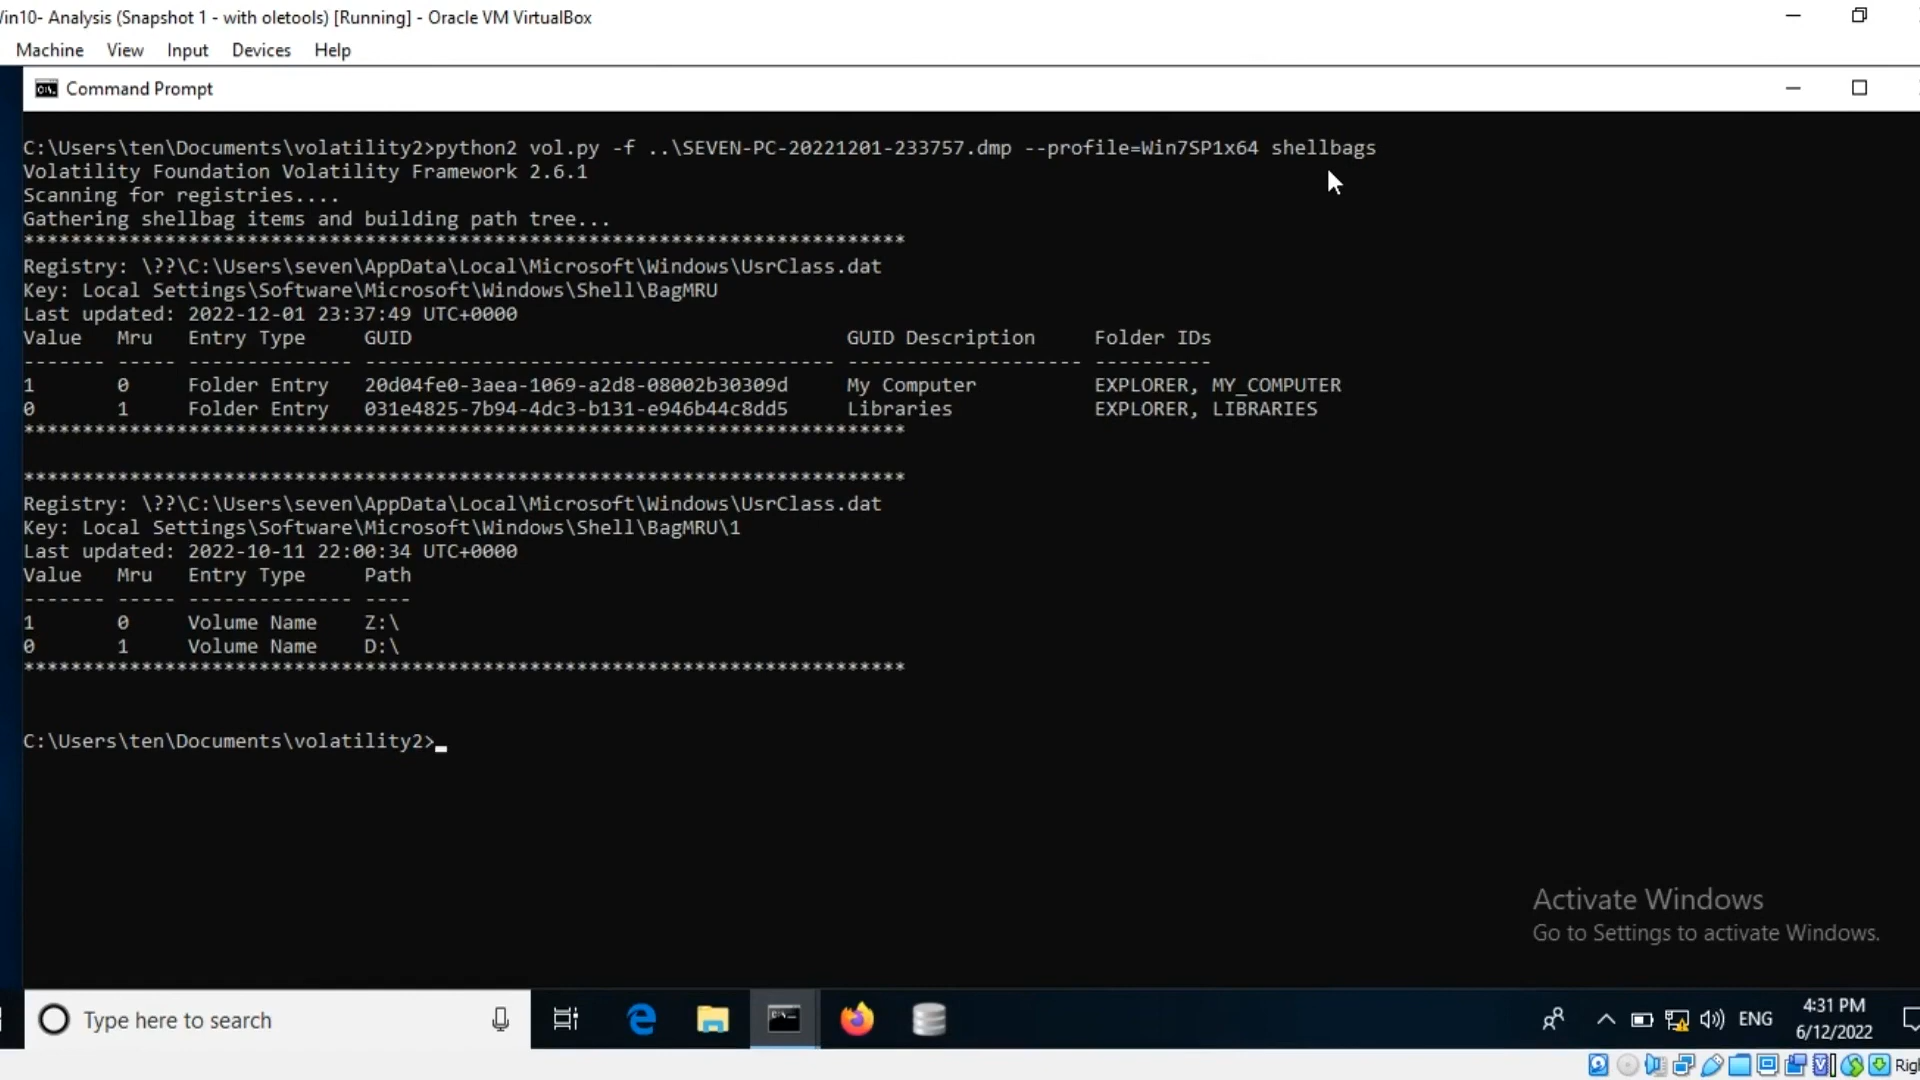 in10- Analysis (Snapshot 1 - with oletools) [Running] - Oracle VM VirtualBox
Machine View Input Devices Help
Command Prompt
C:\Users\ten\Documents\volatility2>python2 vol.py -f ..\SEVEN-PC-20221201-233757.dmp --profile=Win7SP1x64 shellbags
Volatility Foundation Volatility Framework 2.6.1
Scanning for registries....
Gathering shellbag items and building path tree...
***************************************************************************
Registry: \??\C:\Users\seven\AppData\Local\Microsoft\Windows\UsrClass.dat
Key: Local Settings\Software\Microsoft\Windows\Shell\BagMRU
Last updated: 2022-12-01 23:37:49 UTC+0000
Value Mru Entry Type GUID GUID Description Folder IDs
------- ----- -------------- ---------------------------------------- -------------------- ----------
1 0 Folder Entry 20d04fe0-3aea-1069-a2d8-08002b30309d My Computer EXPLORER, MY_COMPUTER
0 1 Folder Entry 031e4825-7b94-4dc3-b131-e946b44c8dd5 Libraries EXPLORER, LIBRARIES
***************************************************************************
***************************************************************************
Registry: \??\C:\Users\seven\AppData\Local\Microsoft\Windows\UsrClass.dat
Key: Local Settings\Software\Microsoft\Windows\Shell\BagMRU\1
Last updated: 2022-10-11 22:00:34 UTC+0000
Value Mru Entry Type Path
------- ----- -------------- ----
1 0 Volume Name Z:\
0 1 Volume Name D:\
***************************************************************************
C:\Users\ten\Documents\volatility2>_
Activate Windows
Go to Settings to activate Windows.
Type here to search
ENG
4:31 PM
6/12/2022
Rig